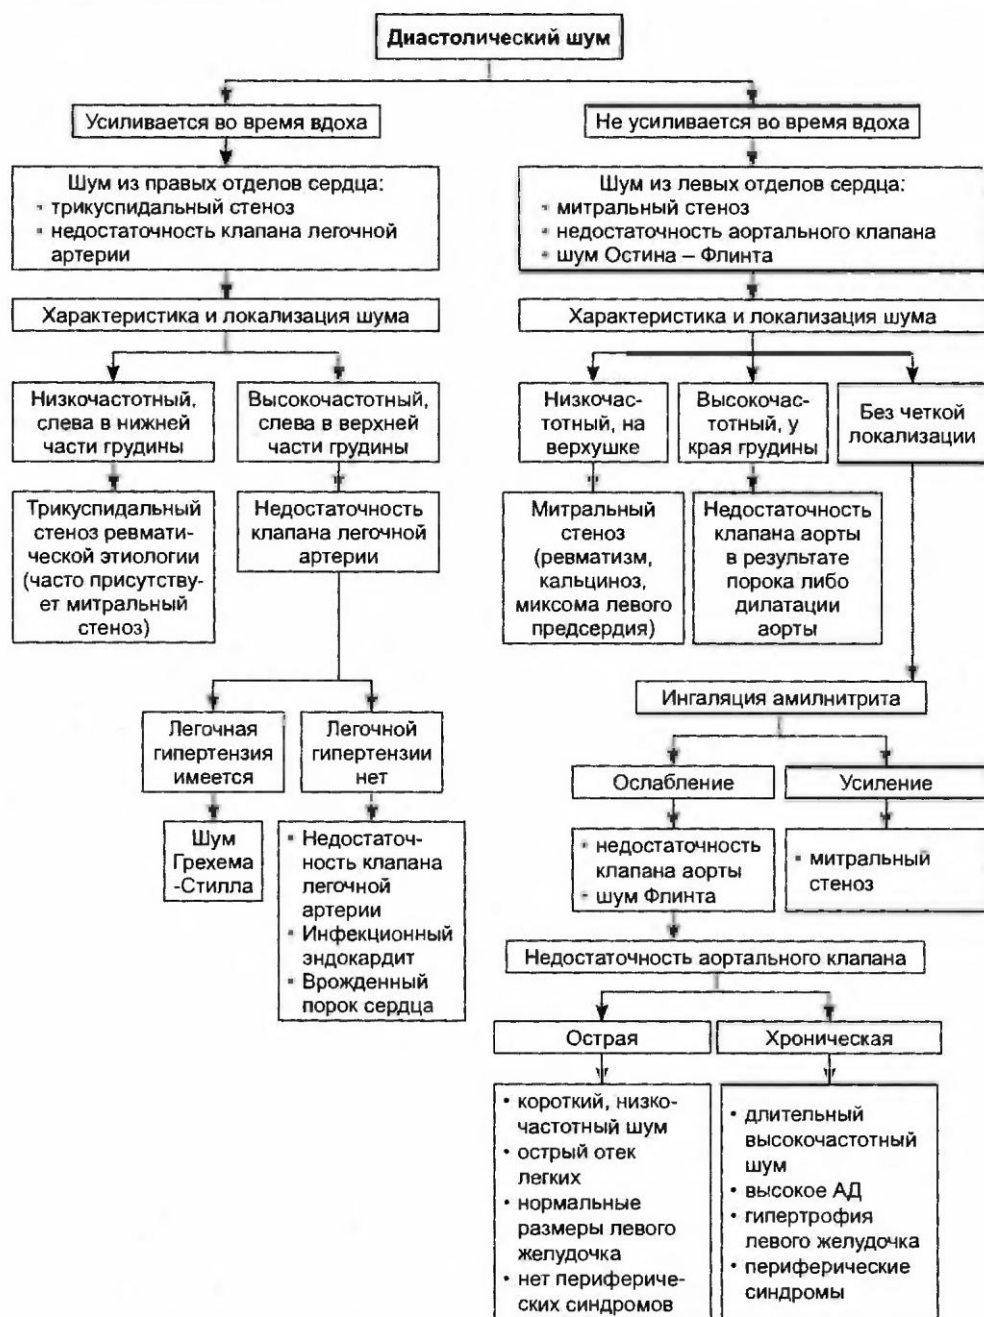 Диастолический шум
Усиливается во время вдоха
Не усиливается во время вдоха
Шум из правых отделов сердца:
▪ трикуспидальный стеноз
▪ недостаточность клапана легочной
артерии
Шум из левых отделов сердца:
▪ митральный стеноз
▪ недостаточность аортального клапана
▪ шум Остина – Флинта
Характеристика и локализация шума
Характеристика и локализация шума
Низкочастотный,
слева в нижней
части грудины
Высокочастотный,
слева в верхней
части грудины
Низкочас-
тотный, на
верхушке
Высокочас-
тотный, у
края грудины
Без четкой
локализации
Трикуспидальный
стеноз ревмати-
ческой этиологии
(часто присутству-
ет митральный
стеноз)
Недостаточность
клапана легочной
артерии
Митральный
стеноз
(ревматизм,
кальциноз,
миксома левого
предсердия)
Недостаточность
клапана аорты
в результате
порока либо
дилатации
аорты
Ингаляция амилнитрита
Легочная
гипертензия
имеется
Легочной
гипертензии
нет
Ослабление
Усиление
Шум
Грехема
-Стилла
▪ Недостаточ-
ность клапана
легочной
артерии
▪ Инфекционный
эндокардит
▪ Врожденный
порок сердца
▪ недостаточность
клапана аорты
▪ шум Флинта
▪ митральный
стеноз
Недостаточность аортального клапана
Острая
Хроническая
• короткий, низко-
частотный шум
• острый отек
легких
• нормальные
размеры левого
желудочка
• нет перифериче-
ских синдромов
• длительный
высокочастотный
шум
• высокое АД
• гипертрофия
левого желудочка
• периферические
синдромы